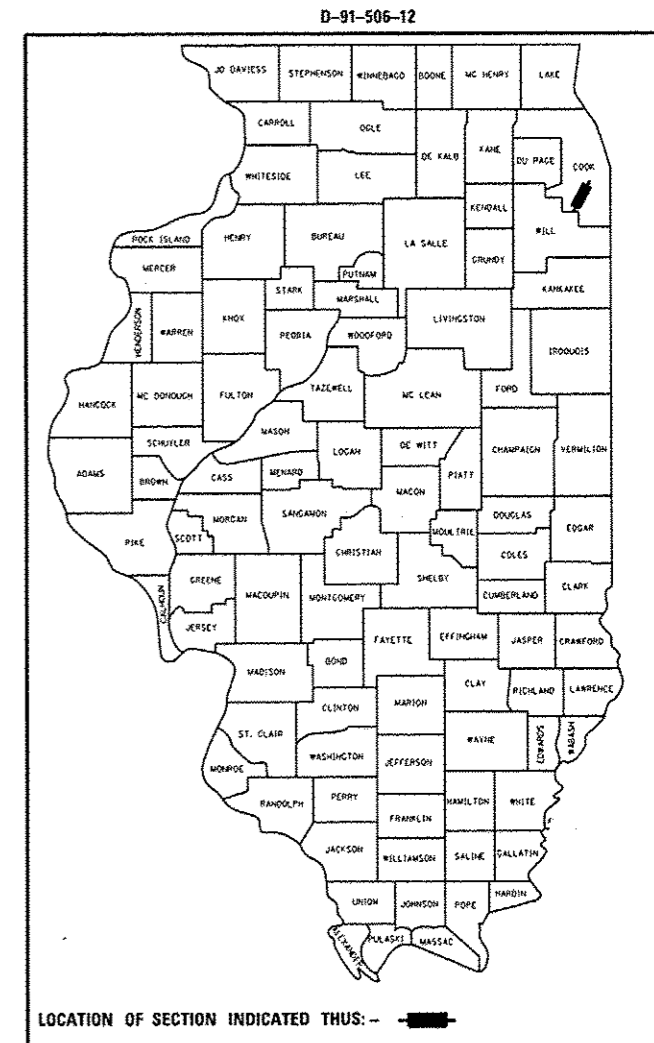 D-91-506-12
JO DAVIESS STEPHENSON WINNEBAGO BOONE MC HENRY LAKE
CARROLL OGLE DE KALB KANE DU PAGE COOK
WHITESIDE LEE KENDALL WILL
ROCK ISLAND HENRY BUREAU LA SALLE GRUNDY
MERCER PUTNAM KANKAKEE
STARK MARSHALL
HENDERSON WARREN KNOX PEORIA WOODFORD LIVINGSTON IROQUOIS
HANCOCK MC DONOUGH FULTON TAZEWELL MC LEAN FORD
SCHUYLER MASON LOGAN DE WITT CHAMPAIGN VERMILION
ADAMS BROWN CASS MENARD MACON PIATT
PIKE SCOTT MORGAN SANGAMON MOULTRIE DOUGLAS EDGAR
CHRISTIAN COLES
CALHOUN GREENE MACOUPIN MONTGOMERY SHELBY CUMBERLAND CLARK
JERSEY FAYETTE EFFINGHAM JASPER CRAWFORD
MADISON BOND CLAY RICHLAND LAWRENCE
CLINTON MARION
ST. CLAIR WASHINGTON JEFFERSON WAYNE EDWARDS WABASH
MONROE RANDOLPH PERRY HAMILTON WHITE
FRANKLIN
JACKSON WILLIAMSON SALINE GALLATIN
UNION JOHNSON POPE HARDIN
ALEXANDER PULASKI MASSAC
LOCATION OF SECTION INDICATED THUS: -